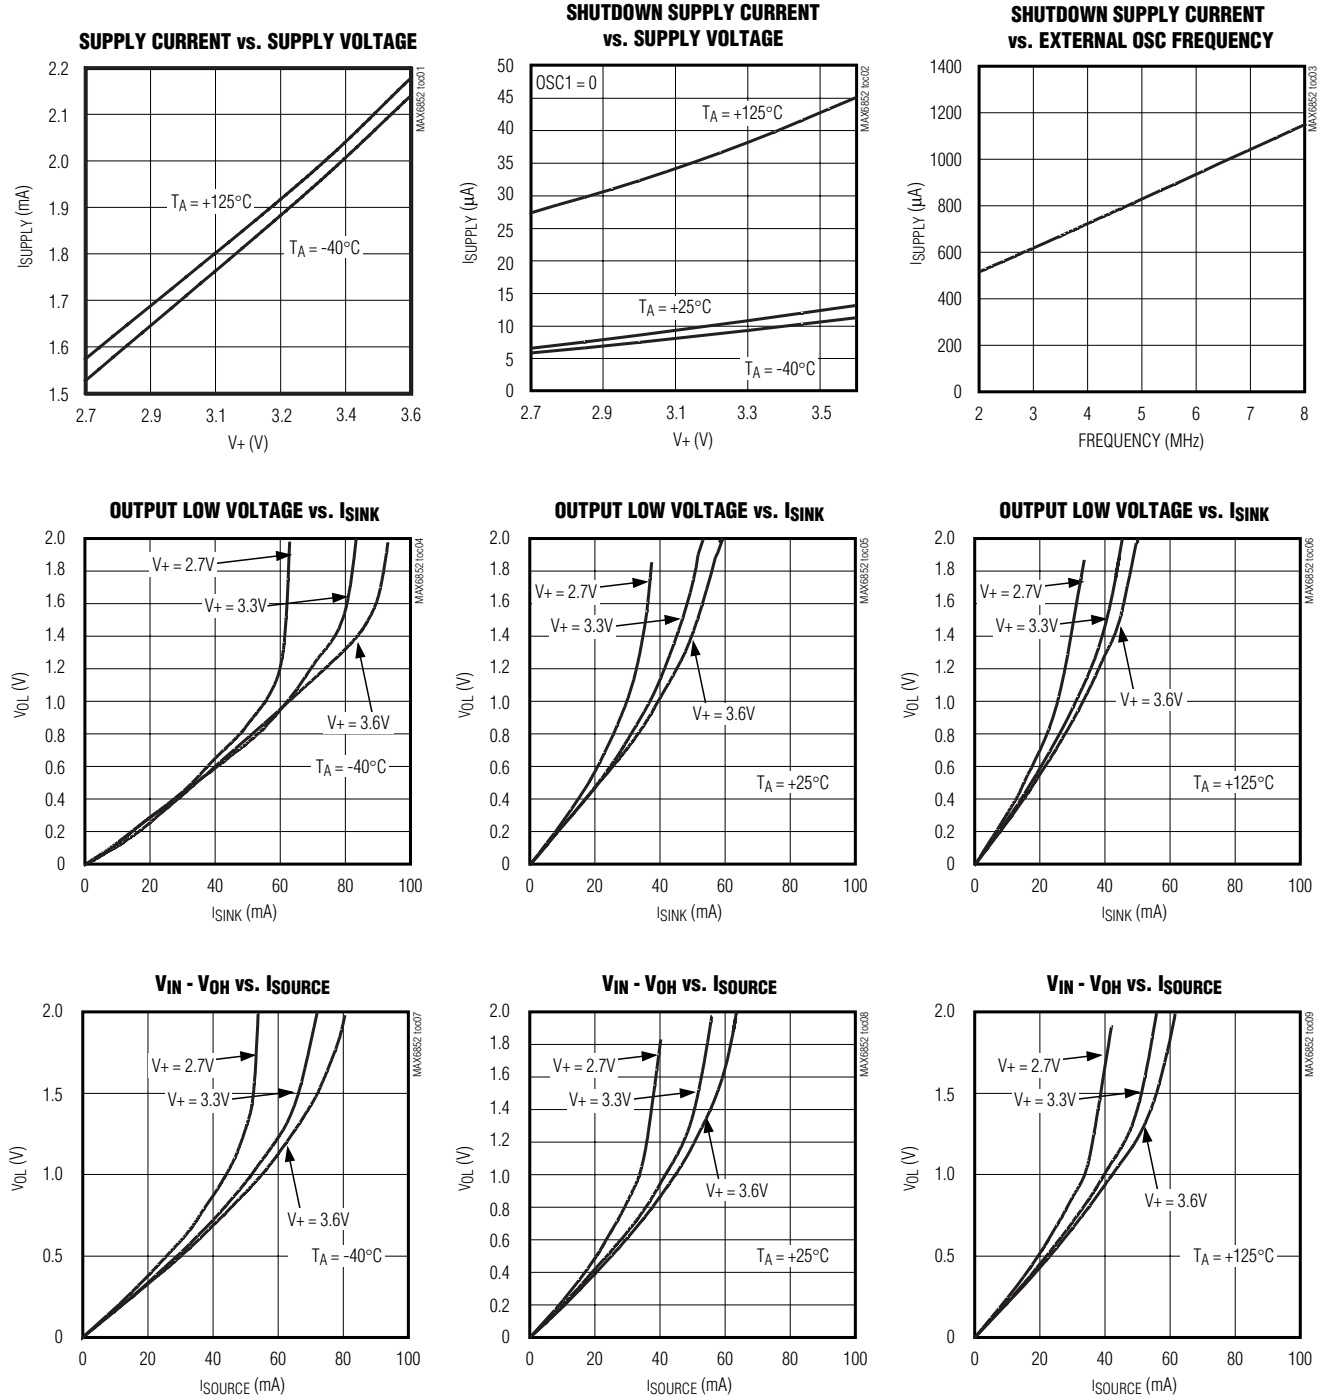 SUPPLY CURRENT vs. SUPPLY VOLTAGE
MAX6852 toc01
2.2
2.1
2.0
1.9
1.8
1.7
1.6
1.5
ISUPPLY (mA)
TA = +125°C
TA = -40°C
2.7 2.9 3.1 3.2 3.4 3.6
V+ (V)
SHUTDOWN SUPPLY CURRENT
vs. SUPPLY VOLTAGE
MAX6852 toc02
50
45
40
35
30
25
20
15
10
5
0
ISUPPLY (µA)
OSC1 = 0
TA = +125°C
TA = +25°C
TA = -40°C
2.7 2.9 3.1 3.3 3.5
V+ (V)
SHUTDOWN SUPPLY CURRENT
vs. EXTERNAL OSC FREQUENCY
MAX6852 toc03
1400
1200
1000
800
600
400
200
0
ISUPPLY (µA)
2 3 4 5 6 7 8
FREQUENCY (MHz)
OUTPUT LOW VOLTAGE vs. ISINK
MAX6852 toc04
2.0
1.8
1.6
1.4
1.2
1.0
0.8
0.6
0.4
0.2
0
VOL (V)
V+ = 2.7V
V+ = 3.3V
V+ = 3.6V
TA = -40°C
0 20 40 60 80 100
ISINK (mA)
OUTPUT LOW VOLTAGE vs. ISINK
MAX6852 toc05
2.0
1.8
1.6
1.4
1.2
1.0
0.8
0.6
0.4
0.2
0
VOL (V)
V+ = 2.7V
V+ = 3.3V
V+ = 3.6V
TA = +25°C
0 20 40 60 80 100
ISINK (mA)
OUTPUT LOW VOLTAGE vs. ISINK
MAX6852 toc06
2.0
1.8
1.6
1.4
1.2
1.0
0.8
0.6
0.4
0.2
0
VOL (V)
V+ = 2.7V
V+ = 3.3V
V+ = 3.6V
TA = +125°C
0 20 40 60 80 100
ISINK (mA)
VIN - VOH vs. ISOURCE
MAX6852 toc07
2.0
1.5
1.0
0.5
0
VOL (V)
V+ = 2.7V
V+ = 3.3V
V+ = 3.6V
TA = -40°C
0 20 40 60 80 100
ISOURCE (mA)
VIN - VOH vs. ISOURCE
MAX6852 toc08
2.0
1.8
1.6
1.4
1.2
1.0
0.8
0.6
0.4
0.2
0
VOL (V)
V+ = 2.7V
V+ = 3.3V
V+ = 3.6V
TA = +25°C
0 20 40 60 80 100
ISOURCE (mA)
VIN - VOH vs. ISOURCE
MAX6852 toc09
2.0
1.5
1.0
0.5
0
VOL (V)
V+ = 2.7V
V+ = 3.3V
V+ = 3.6V
TA = +125°C
0 20 40 60 80 100
ISOURCE (mA)